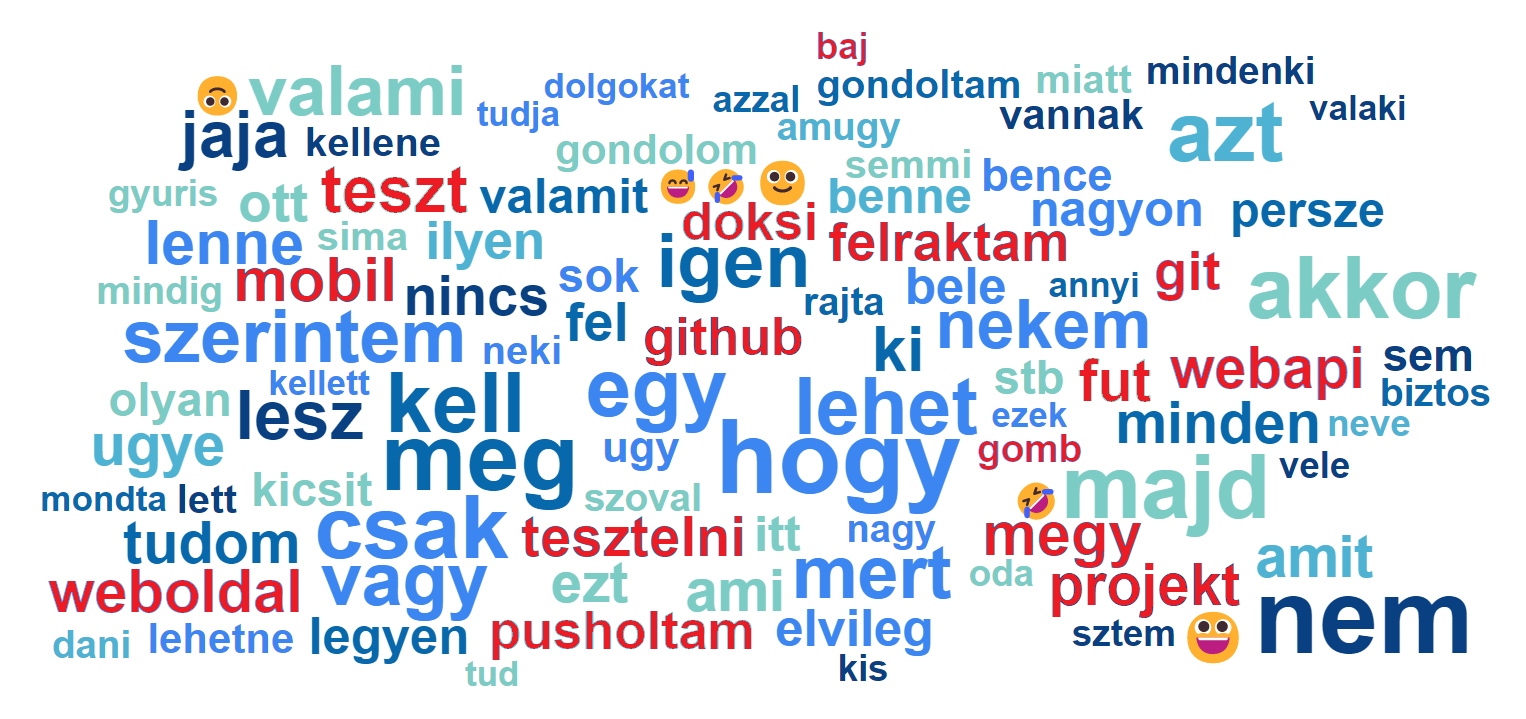 baj
valami dolgokat gondoltam miatt mindenki
jaja kellene tudja azzal amugy vannak azt valaki
gondolom semmi bence
gyuris ott teszt valamit benne nagyon persze
lenne sima ilyen doksi felraktam
mindig mobil nincs sok igen bele annyi git akkor
szerintem neki fel github rajta ki nekem
olyan kellett kell egy lehet stb fut webapi sem biztos
ugye lesz meg ugy hogy ezek minden neve
gomb vele
mondta lett kicsit szoval majd
tudom csak tesztelni itt nagy megy amit
weboldal vagy ezt ami mert oda projekt nem
dani lehetne legyen pusholtam elvileg sztem
tud kis